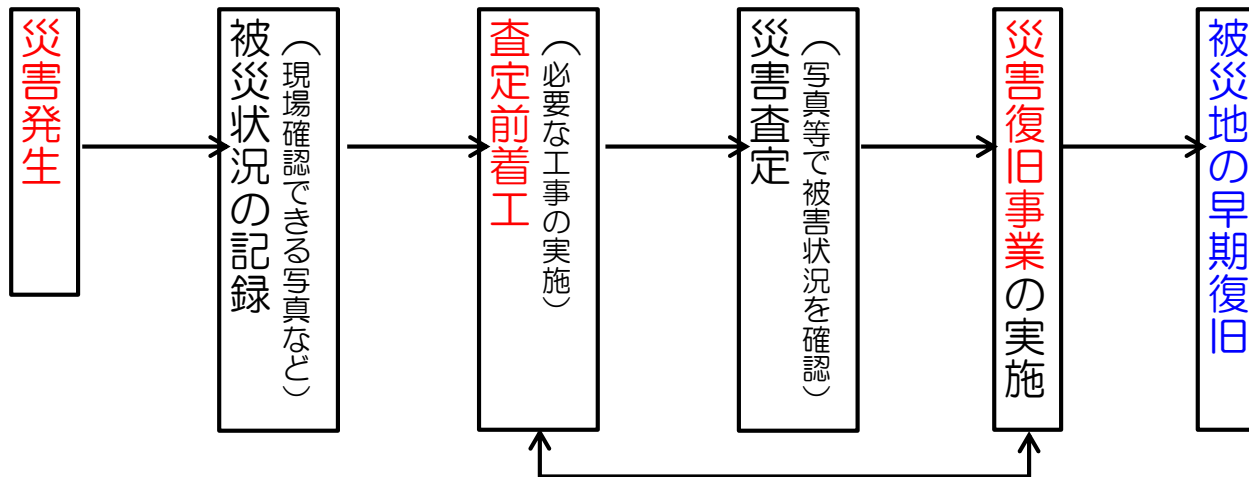 災害発生
被災状況の記録
（現場確認できる写真など）
査定前着工
（必要な工事の実施）
災害査定
（写真等で被害状況を確認）
災害復旧事業の実施
被災地の早期復旧